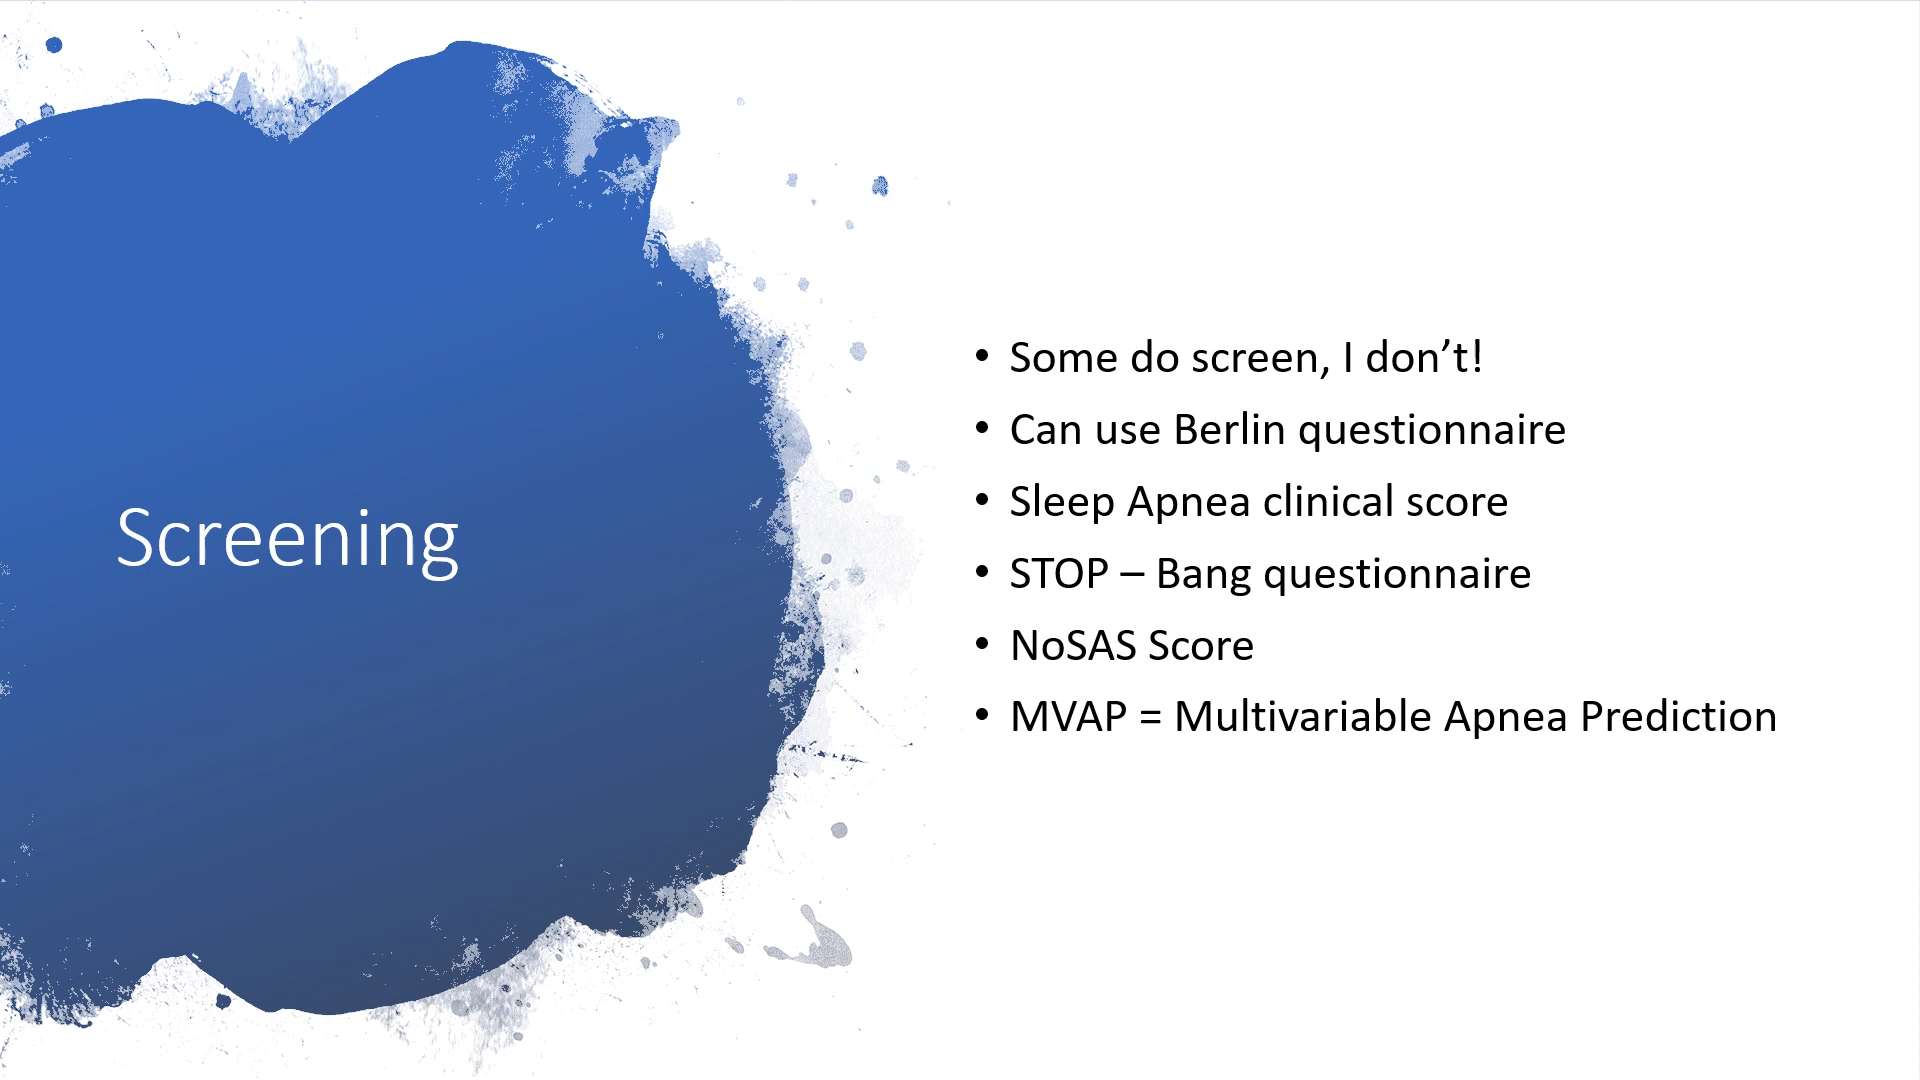 Screening
• Some do screen, I don’t!
• Can use Berlin questionnaire
• Sleep Apnea clinical score
• STOP – Bang questionnaire
• NoSAS Score
• MVAP = Multivariable Apnea Prediction